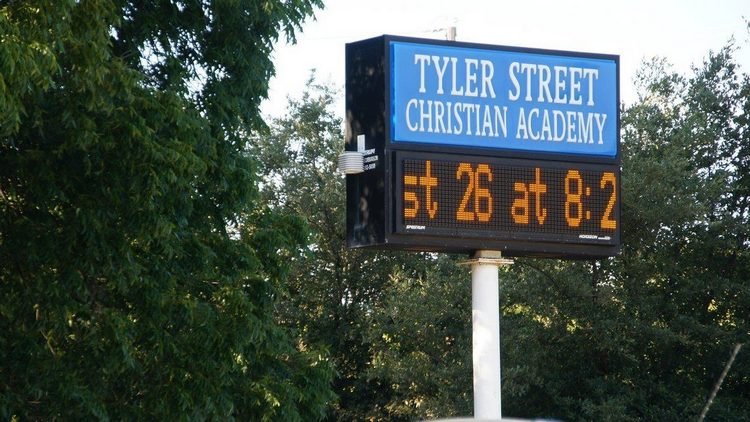 TYLER STREET
CHRISTIAN ACADEMY
st 26 at 8:2